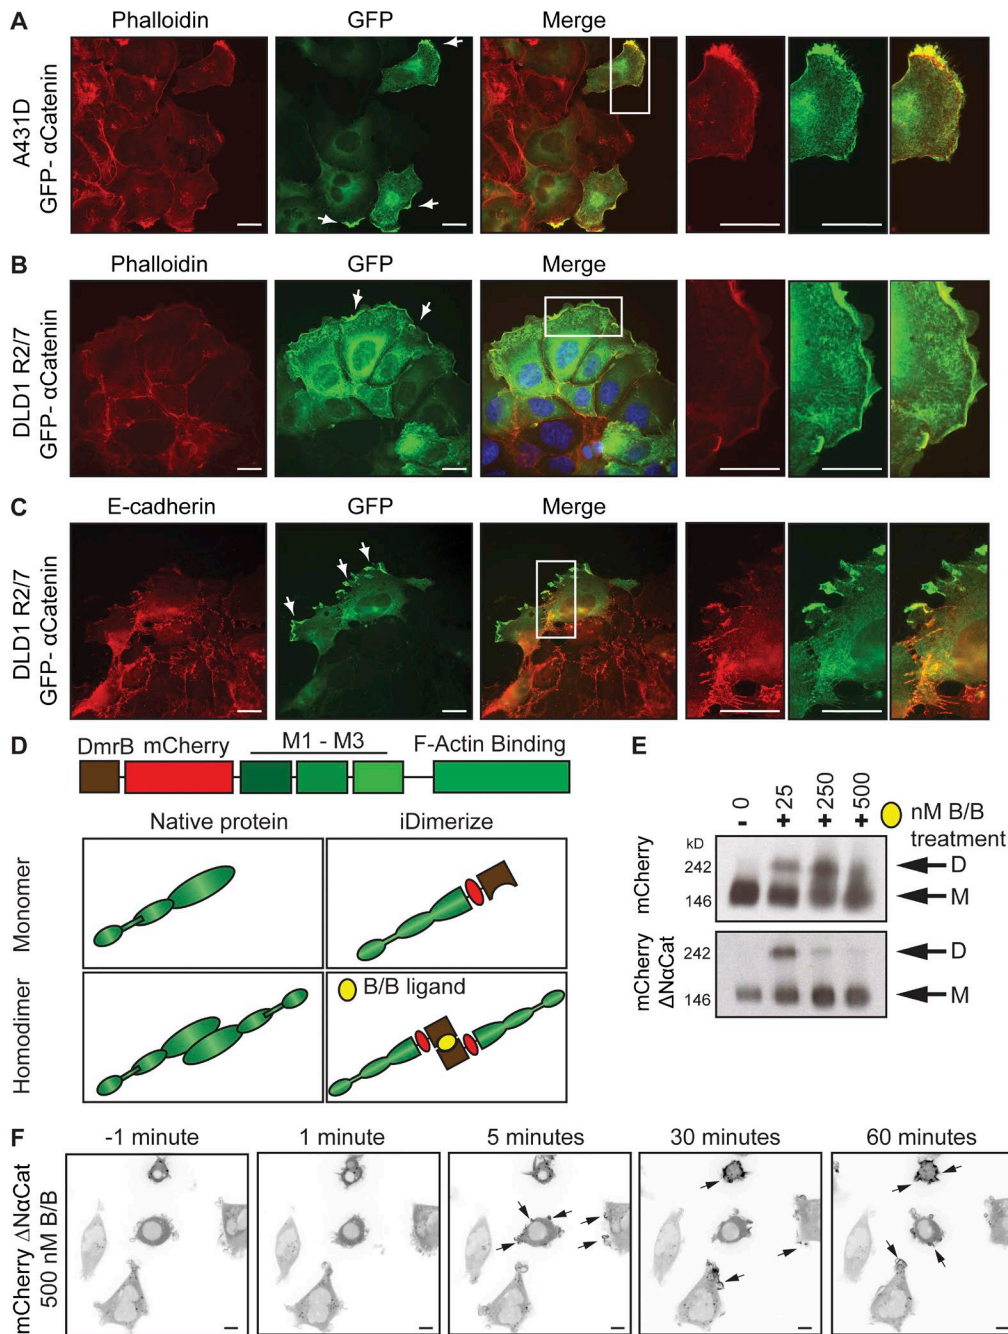 A
Phalloidin
GFP
Merge
A431D
GFP- αCatenin
B
Phalloidin
GFP
Merge
DLD1 R2/7
GFP- αCatenin
C
E-cadherin
GFP
Merge
DLD1 R2/7
GFP- αCatenin
D
DmrB
mCherry
M1 - M3
F-Actin Binding
Native protein
iDimerize
Monomer
Homodimer
B/B ligand
E
0
25
250
500
-
+
+
+
nM B/B
treatment
kD
mCherry
242
D
146
M
mCherry
ΔNαCat
242
D
146
M
F
-1 minute
1 minute
5 minutes
30 minutes
60 minutes
mCherry ΔNαCat
500 nM B/B